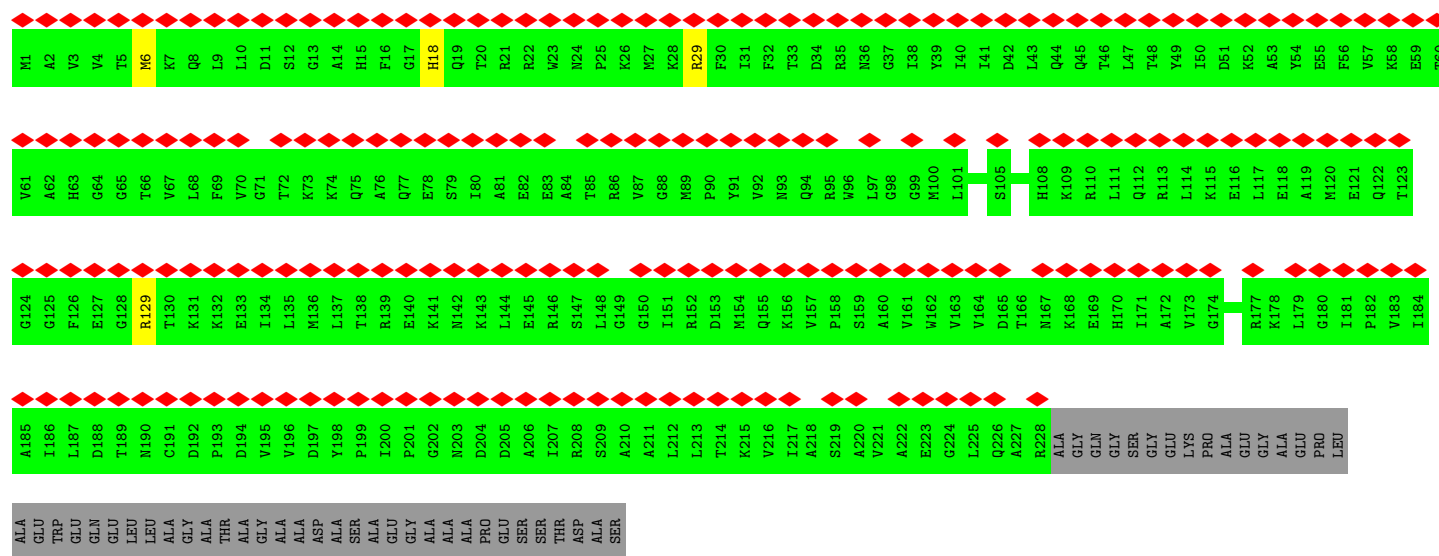 M1 A2 V3 V4 T5 M6 K7 Q8 L9 L10 D11 S12 G13 A14 H15 F16 G17 H18 Q19 T20 R21 R22 W23 N24 P25 K26 M27 K28 R29 F30 I31 F32 T33 D34 R35 N36 G37 I38 Y39 I40 I41 D42 L43 Q44 Q45 T46 L47 T48 Y49 I50 D51 K52 A53 Y54 E55 F56 V57 K58 E59 T60
V61 A62 H63 G64 G65 T66 V67 L68 F69 V70 G71 T72 K73 K74 Q75 A76 Q77 E78 S79 I80 A81 E82 E83 A84 T85 R86 V87 G88 M89 P90 Y91 V92 N93 Q94 R95 W96 L97 G98 G99 M100 L101 S105 H108 K109 R110 L111 Q112 R113 L114 K115 E116 L117 E118 A119 M120 E121 Q122 T123
G124 G125 F126 E127 G128 R129 T130 K131 K132 E133 I134 L135 M136 L137 T138 R139 E140 K141 N142 K143 L144 E145 R146 S147 L148 G149 G150 I151 R152 D153 M154 Q155 K156 V157 P158 S159 A160 V161 W162 V163 V164 D165 T166 N167 K168 E169 H170 I171 A172 V173 G174 R177 K178 L179 G180 I181 P182 V183 I184
A185 I186 L187 D188 T189 N190 C191 D192 P193 D194 V195 V196 D197 Y198 P199 I200 P201 G202 N203 D204 D205 A206 I207 R208 S209 A210 A211 L212 L213 T214 K215 V216 I217 A218 S219 A220 V221 A222 E223 G224 L225 Q226 A227 R228 ALA GLY GLN GLY SER GLY GLU LYS PRO ALA GLU GLY ALA GLU PRO LEU
ALA GLU TRP GLU GLN GLU LEU LEU ALA GLY ALA THR ALA GLY ALA ALA ASP ALA SER ALA GLU GLY ALA ALA ALA PRO GLU SER SER THR ASP ALA SER